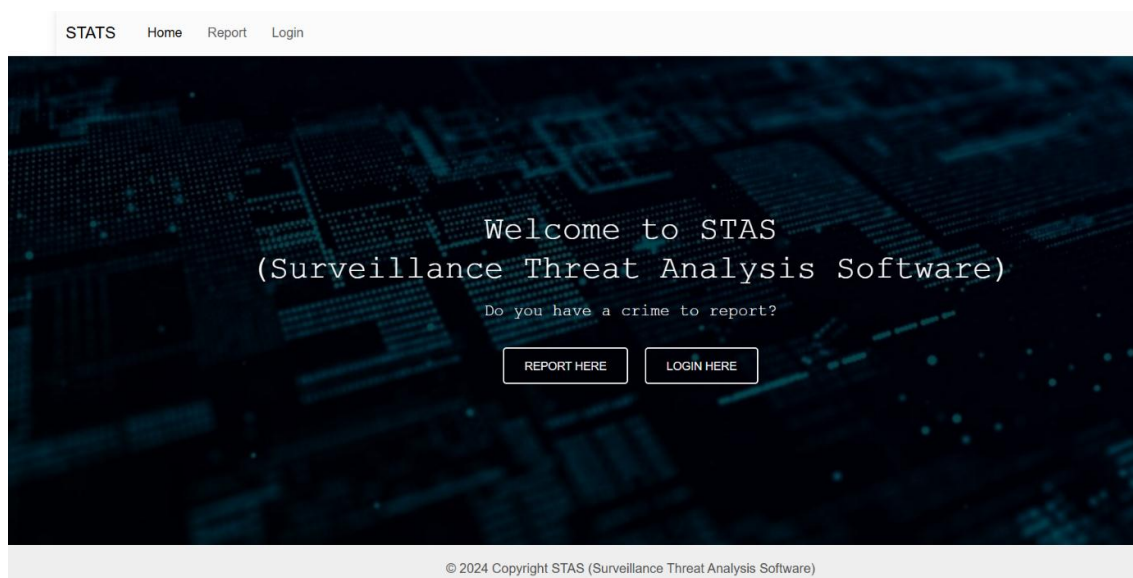 STATS Home Report Login
Welcome to STAS
(Surveillance Threat Analysis Software)
Do you have a crime to report?
REPORT HERE LOGIN HERE
© 2024 Copyright STAS (Surveillance Threat Analysis Software)